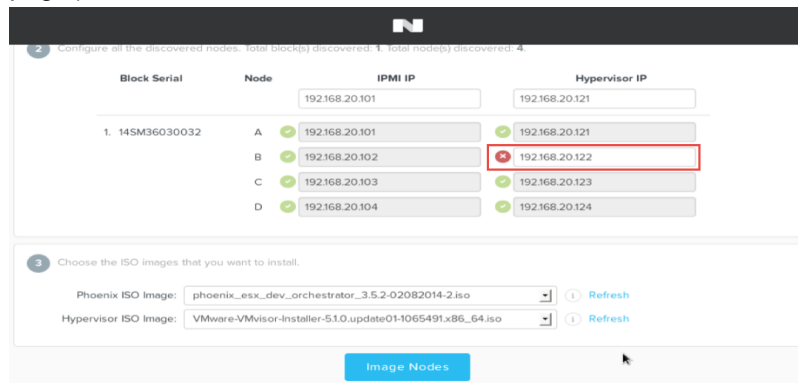 N
2 Configure all the discovered nodes. Total block(s) discovered: 1. Total node(s) discovered: 4.
Block Serial Node IPMI IP Hypervisor IP
192.168.20.101 192.168.20.121
1. 14SM36030032 A 192.168.20.101 192.168.20.121
B 192.168.20.102 192.168.20.122
C 192.168.20.103 192.168.20.123
D 192.168.20.104 192.168.20.124
3 Choose the ISO images that you want to install.
Phoenix ISO Image: phoenix_esx_dev_orchestrator_3.5.2-02082014-2.iso i Refresh
Hypervisor ISO Image: VMware-VMvisor-Installer-5.1.0.update01-1065491.x86_64.iso i Refresh
Image Nodes